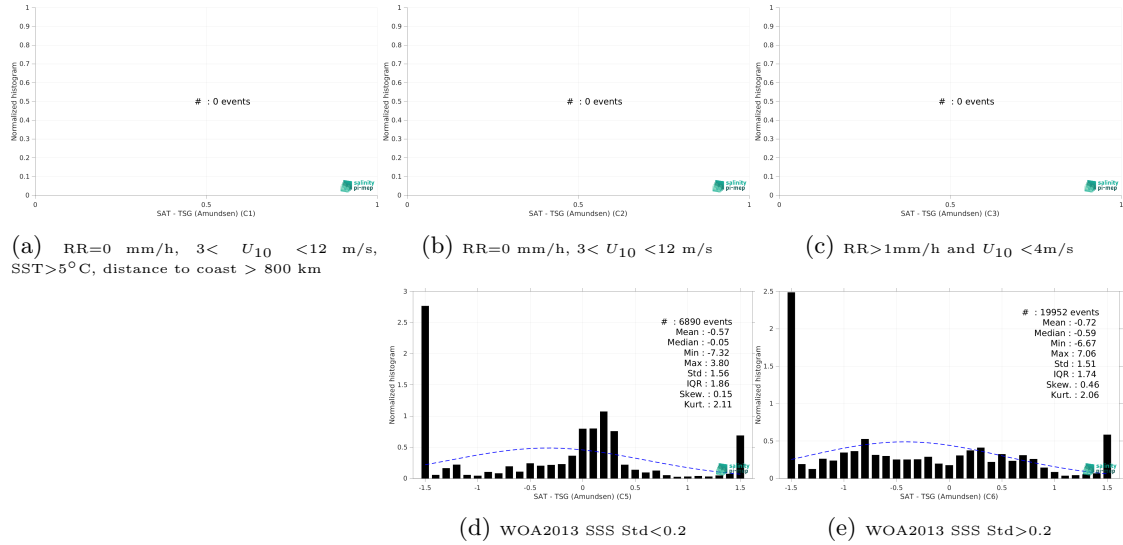 1
0.9
0.8
0.7
0.6
0.5
0.4
0.3
0.2
0.1
0
Normalized histogram
# : 0 events
salinity
pi-mep
0 0.5 1
SAT - TSG (Amundsen) (C1)
1
0.9
0.8
0.7
0.6
0.5
0.4
0.3
0.2
0.1
0
Normalized histogram
# : 0 events
salinity
pi-mep
0 0.5 1
SAT - TSG (Amundsen) (C2)
1
0.9
0.8
0.7
0.6
0.5
0.4
0.3
0.2
0.1
0
Normalized histogram
# : 0 events
salinity
pi-mep
0 0.5 1
SAT - TSG (Amundsen) (C3)
(a) RR=0 mm/h, 3< U10 <12 m/s,
SST>5°C, distance to coast > 800 km
(b) RR=0 mm/h, 3< U10 <12 m/s
(c) RR>1mm/h and U10 <4m/s
3
2.5
2
1.5
1
0.5
0
Normalized histogram
# : 6890 events
Mean : -0.57
Median : -0.05
Min : -7.32
Max : 3.80
Std : 1.56
IQR : 1.86
Skew. : 0.15
Kurt. : 2.11
salinity
pi-mep
-1.5 -1 -0.5 0 0.5 1 1.5
SAT - TSG (Amundsen) (C5)
2.5
2
1.5
1
0.5
0
Normalized histogram
# : 19952 events
Mean : -0.72
Median : -0.59
Min : -6.67
Max : 7.06
Std : 1.51
IQR : 1.74
Skew. : 0.46
Kurt. : 2.06
salinity
pi-mep
-1.5 -1 -0.5 0 0.5 1 1.5
SAT - TSG (Amundsen) (C6)
(d) WOA2013 SSS Std<0.2
(e) WOA2013 SSS Std>0.2